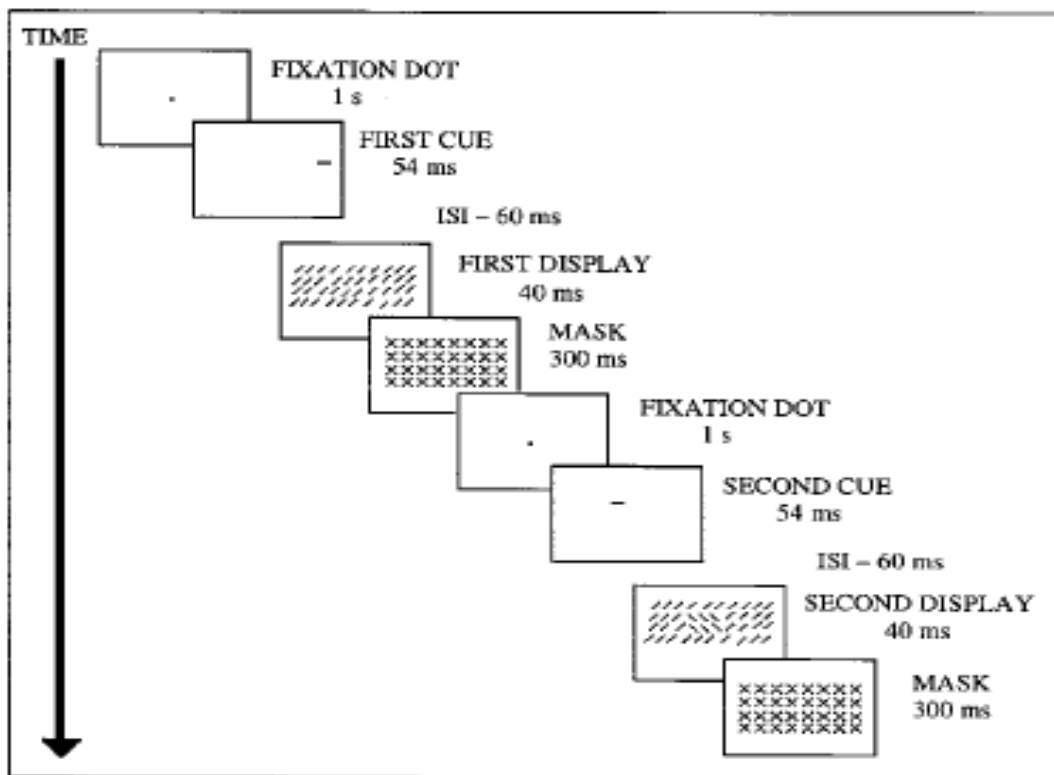 TIME
FIXATION DOT
1 s
FIRST CUE
54 ms
ISI – 60 ms
FIRST DISPLAY
40 ms
MASK
300 ms
FIXATION DOT
1 s
SECOND CUE
54 ms
ISI – 60 ms
SECOND DISPLAY
40 ms
MASK
300 ms